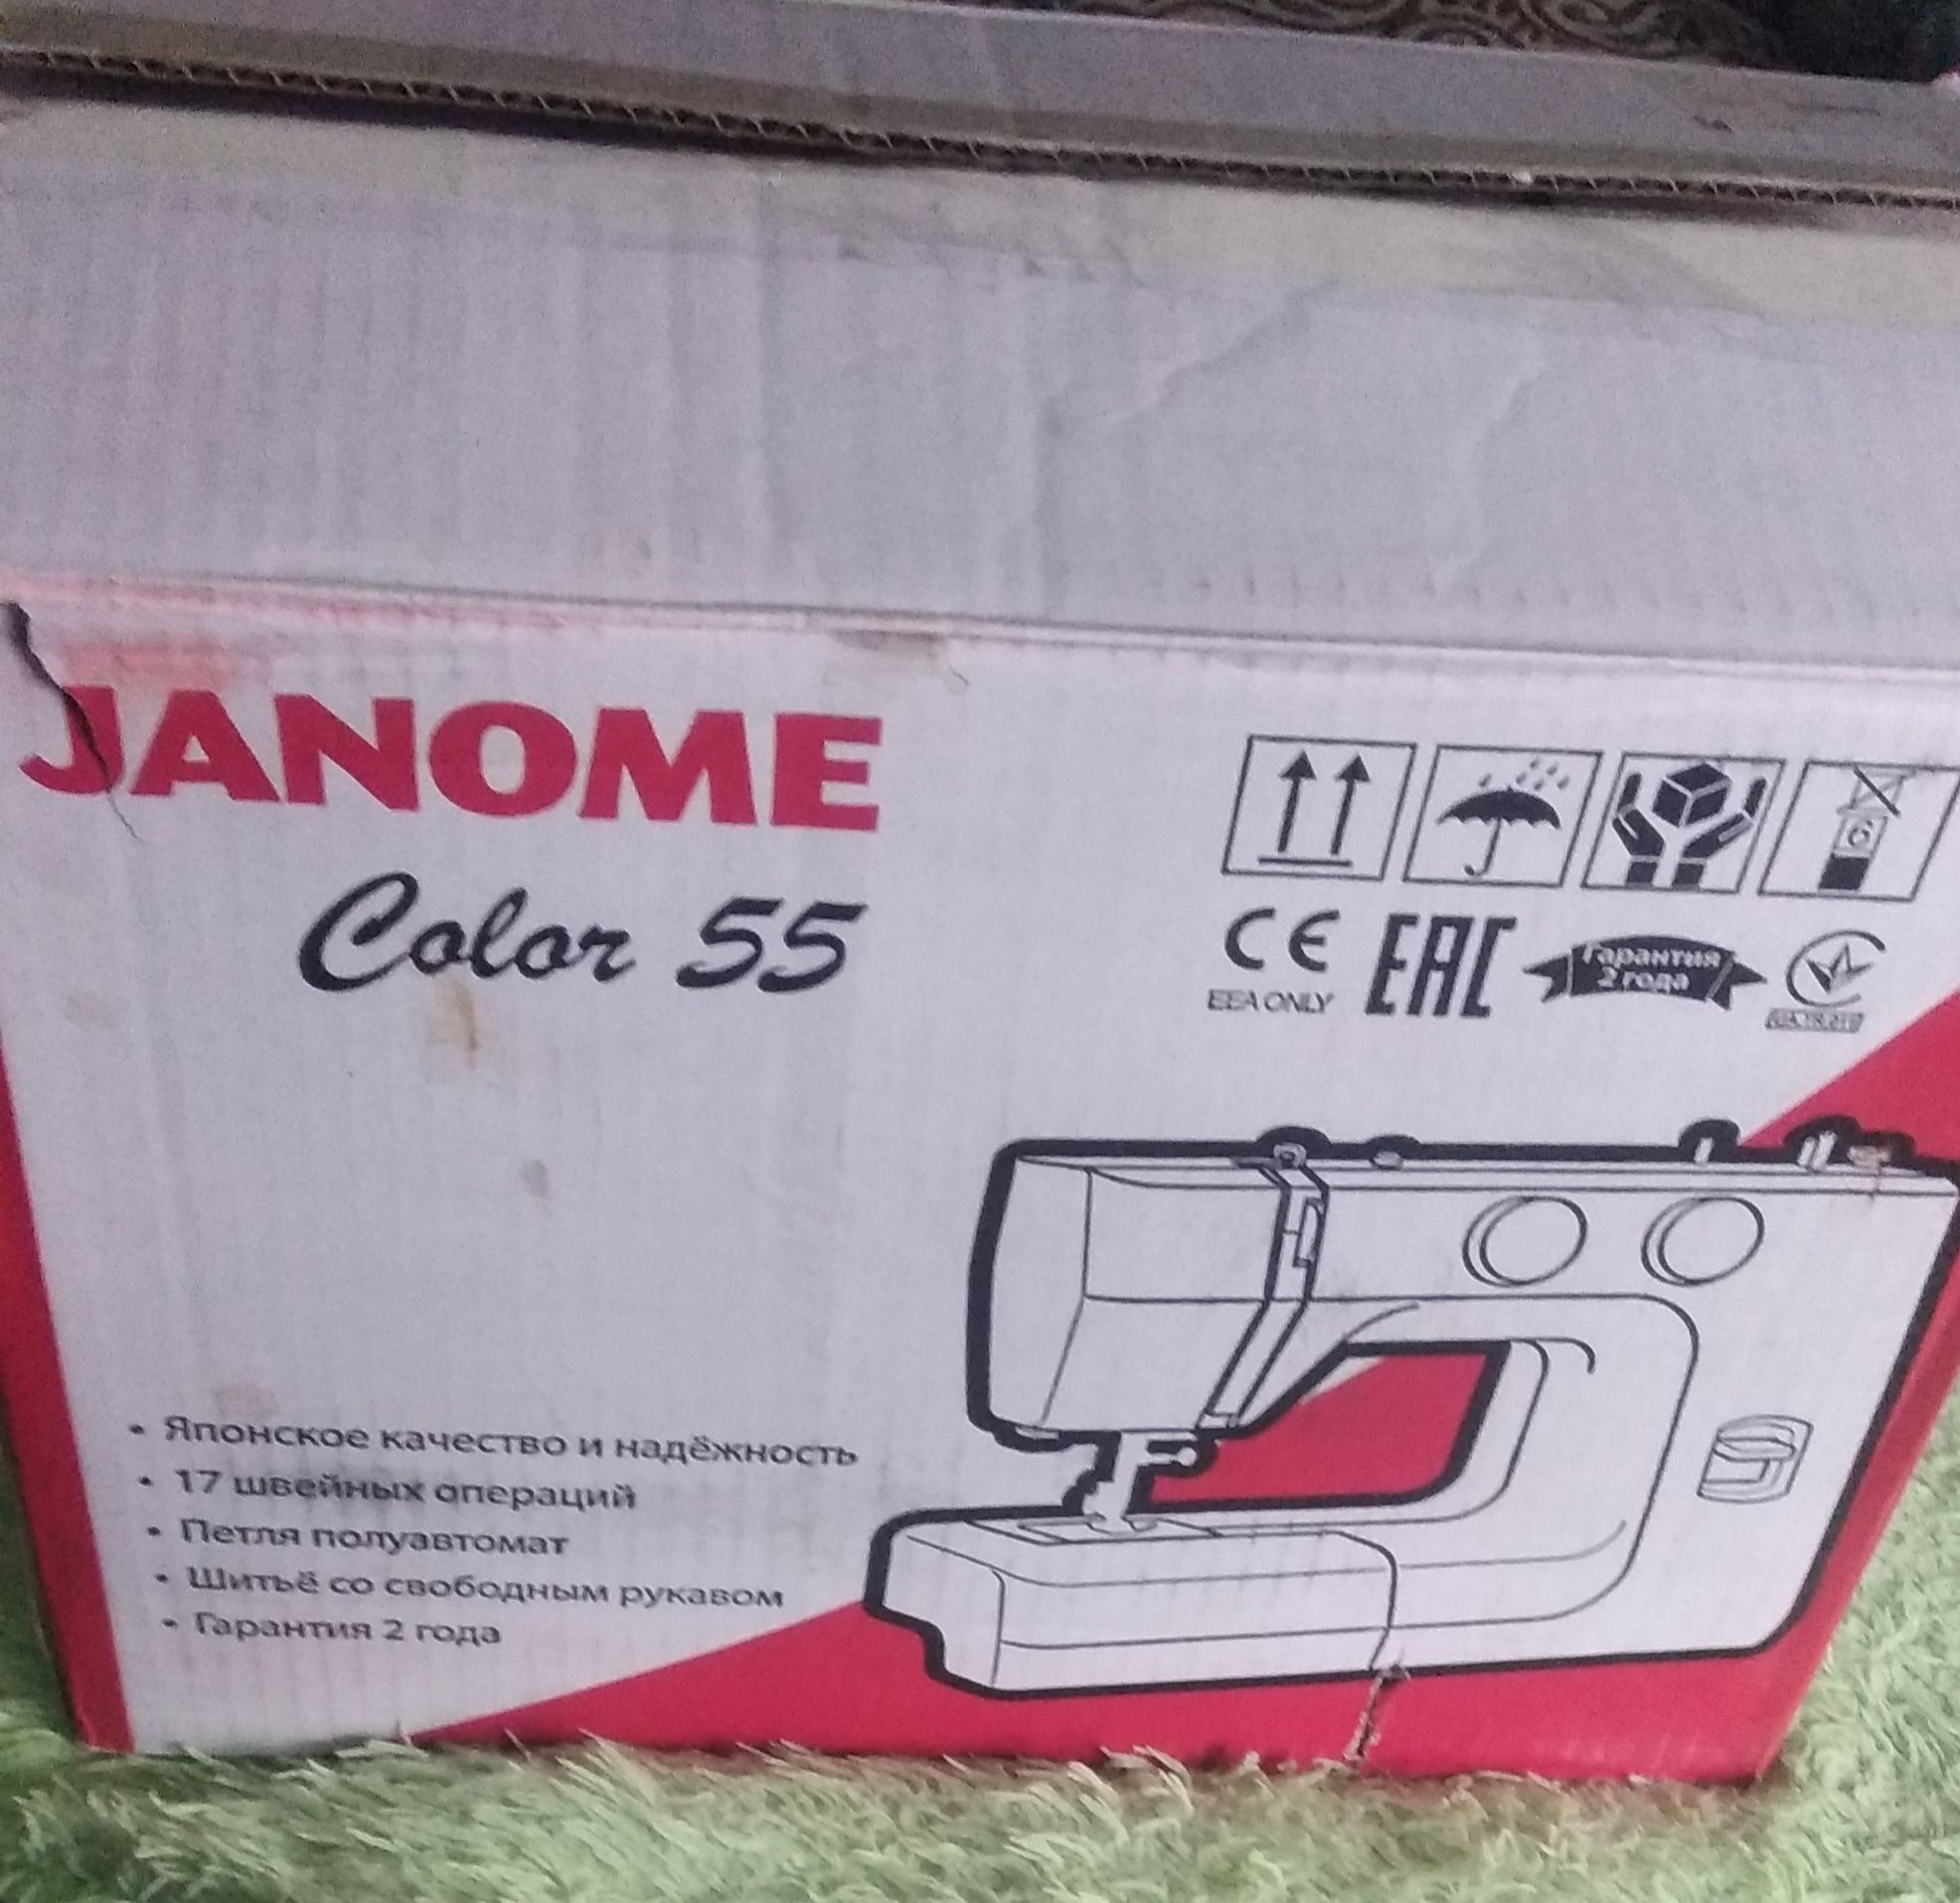 JANOME
Color 55
CE
EEA ONLY
EAC
Гарантия
2 года
• Японское качество и надёжность
• 17 швейных операций
• Петля полуавтомат
• Шитьё со свободным рукавом
• Гарантия 2 года